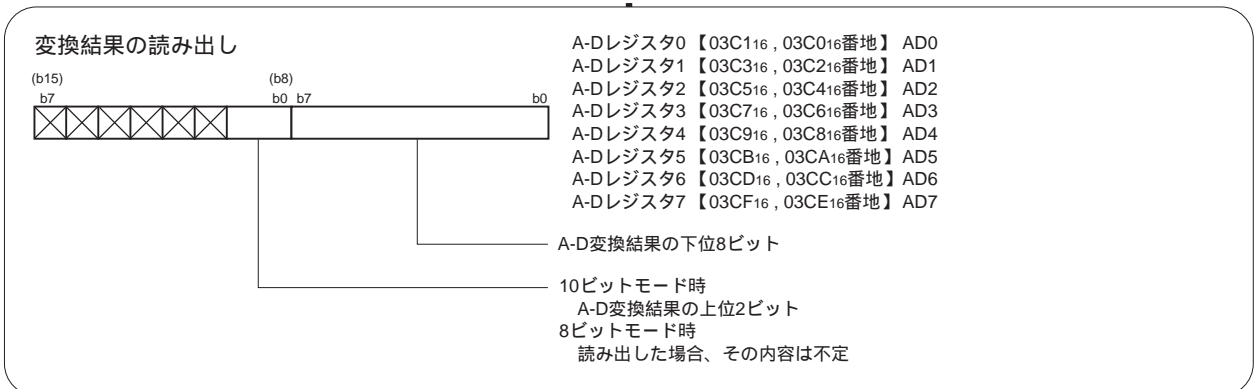 変換結果の読み出し
(b15) (b8)
b7 b0 b7 b0
A-Dレジスタ0 【03C116 , 03C016番地】 AD0
A-Dレジスタ1 【03C316 , 03C216番地】 AD1
A-Dレジスタ2 【03C516 , 03C416番地】 AD2
A-Dレジスタ3 【03C716 , 03C616番地】 AD3
A-Dレジスタ4 【03C916 , 03C816番地】 AD4
A-Dレジスタ5 【03CB16 , 03CA16番地】 AD5
A-Dレジスタ6 【03CD16 , 03CC16番地】 AD6
A-Dレジスタ7 【03CF16 , 03CE16番地】 AD7
A-D変換結果の下位8ビット
10ビットモード時
A-D変換結果の上位2ビット
8ビットモード時
読み出した場合、その内容は不定